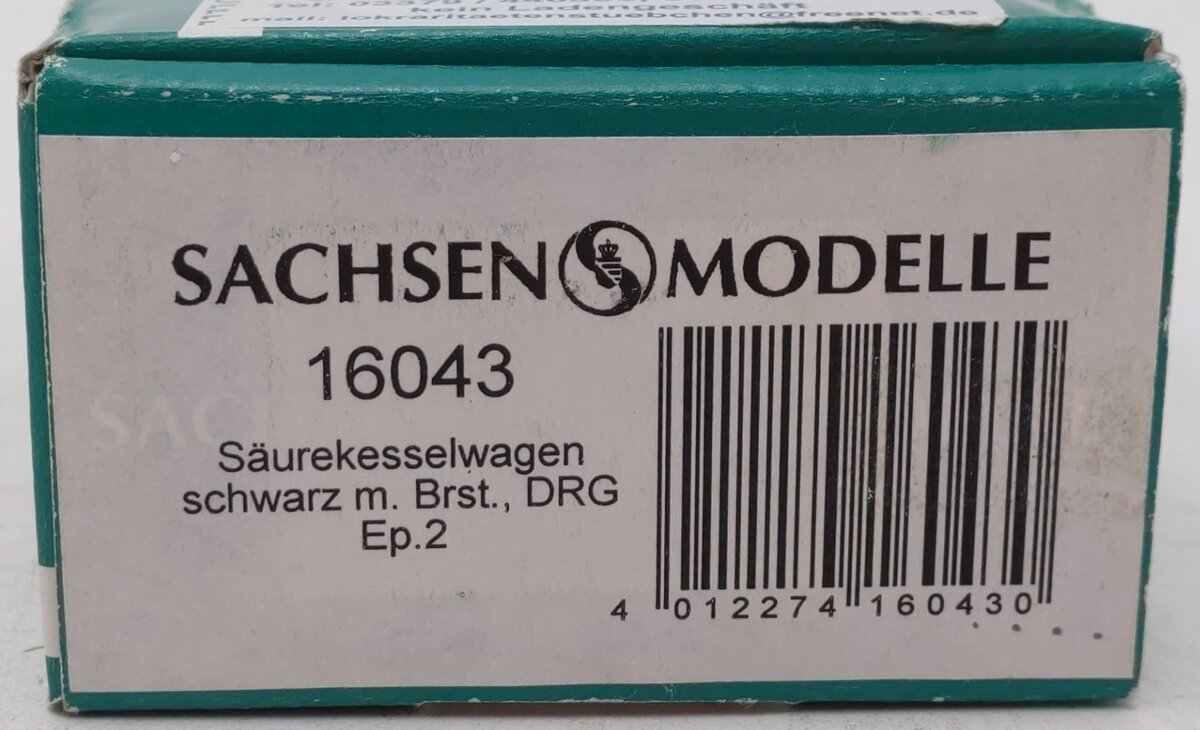 kein Ladengeschäft
mail: lokraritaetenstuebchen@freenet.de
SACHSEN MODELLE
16043
Säurekesselwagen
schwarz m. Brst., DRG
Ep.2
4 012274 160430